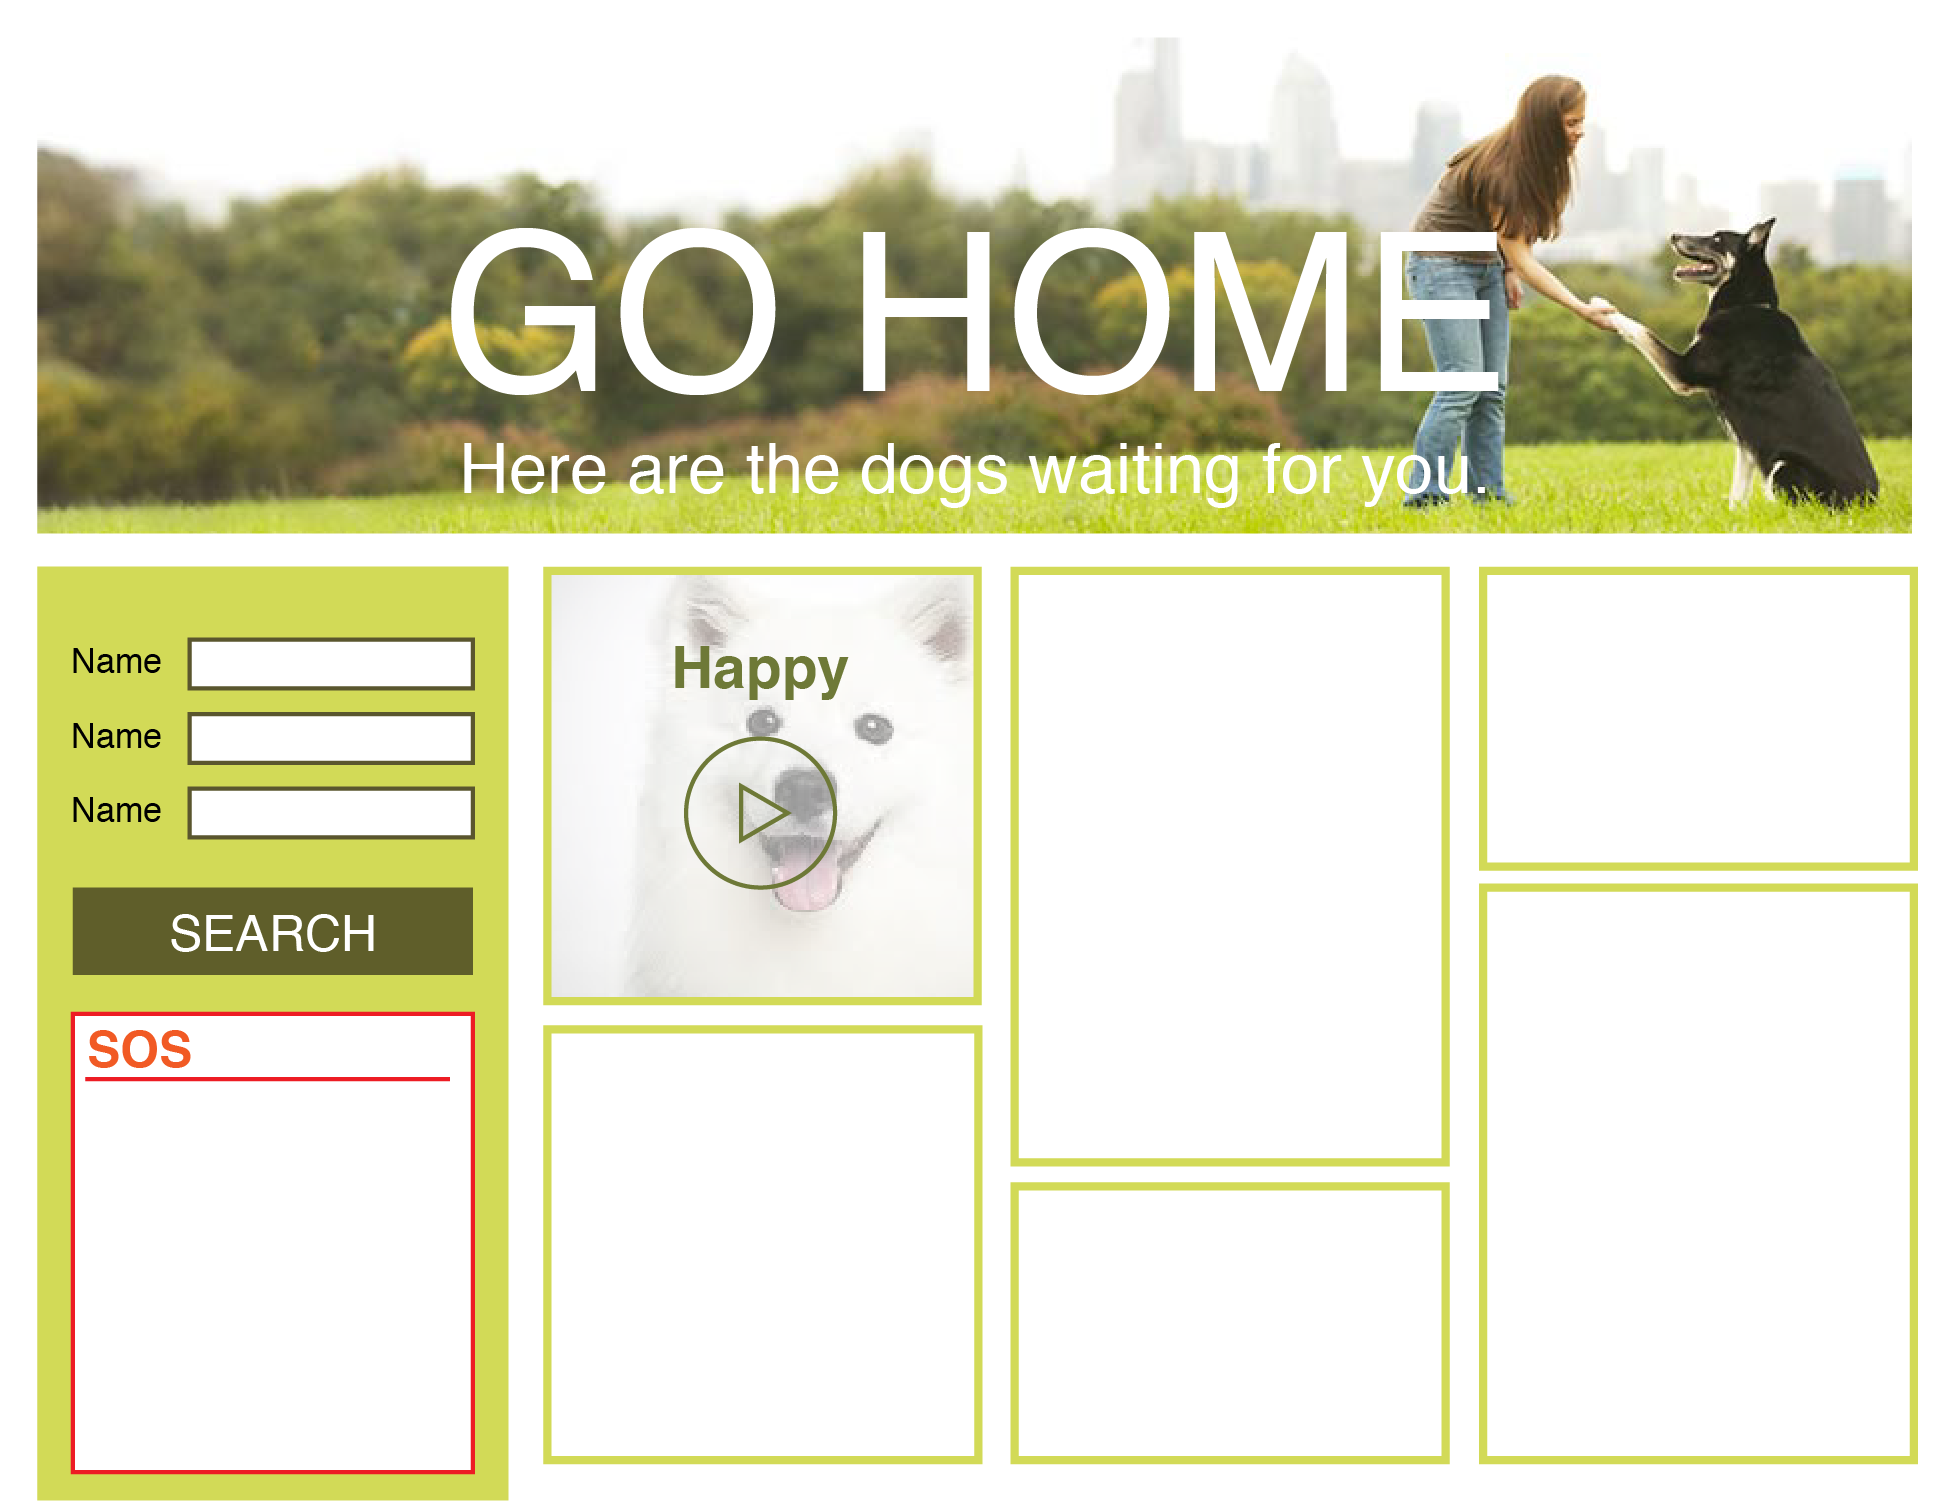 GO HOME
Here are the dogs waiting for you.
Name
Name
Name
SEARCH
SOS
Happy